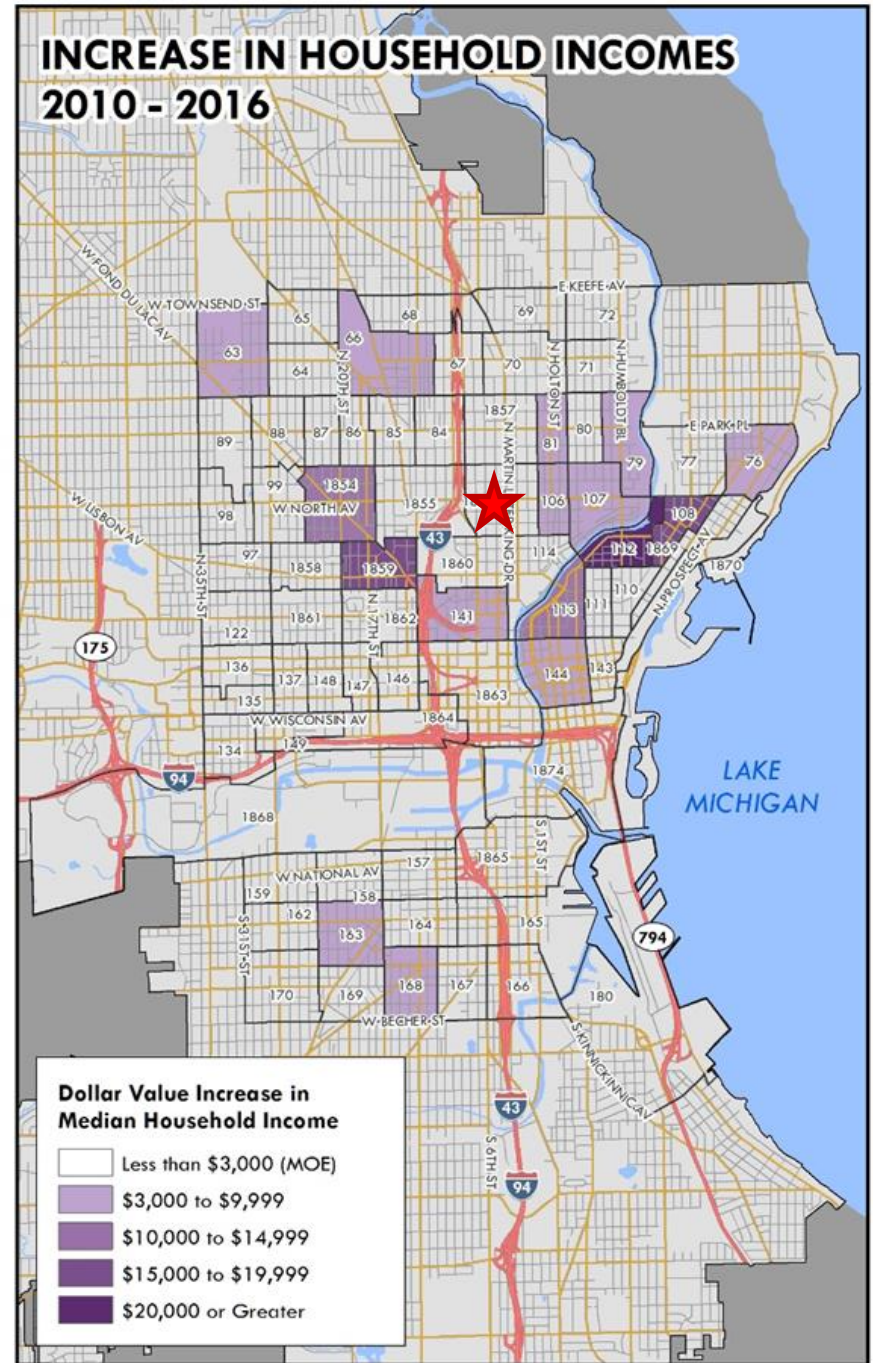 INCREASE IN HOUSEHOLD INCOMES
2010 - 2016
W FOND DU LAC AV
W TOWNSEND ST
E KEEFE AV
65
68
69
72
66
63
64
N 20TH ST
67
70
N HOLTON ST
71
N HUMBOLDT BL
1857
N MARTIN L
KING DR
89
88
87
86
85
84
81
80
79
E PARK PL
77
76
99
1854
W NORTH AV
98
1855
106
107
108
W LISBON AV
43
97
1858
1859
1860
114
112
1869
N PROSPECT AV
1870
N 35TH ST
110
111
113
1861
N 17TH ST
1862
141
122
175
136
137
148
147
146
144
143
135
1863
W WISCONSIN AV
1864
134
149
94
1874
LAKE
MICHIGAN
1868
S 1ST ST
157
1865
W NATIONAL AV
159
158
162
S 31ST ST
163
164
165
794
170
169
168
167
166
180
W BECHER ST
S KINNICKINNIC AV
43
S 6TH ST
94
Dollar Value Increase in
Median Household Income
Less than $3,000 (MOE)
$3,000 to $9,999
$10,000 to $14,999
$15,000 to $19,999
$20,000 or Greater